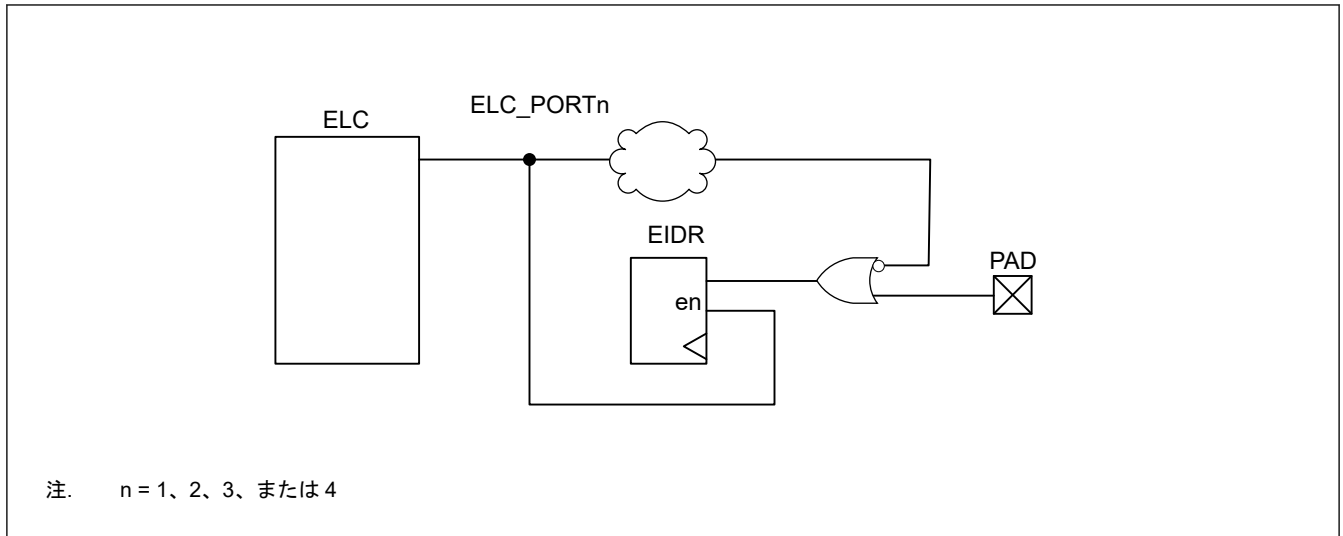 ELC_PORTn
ELC
EIDR
en
PAD
注. n = 1、2、3、または 4